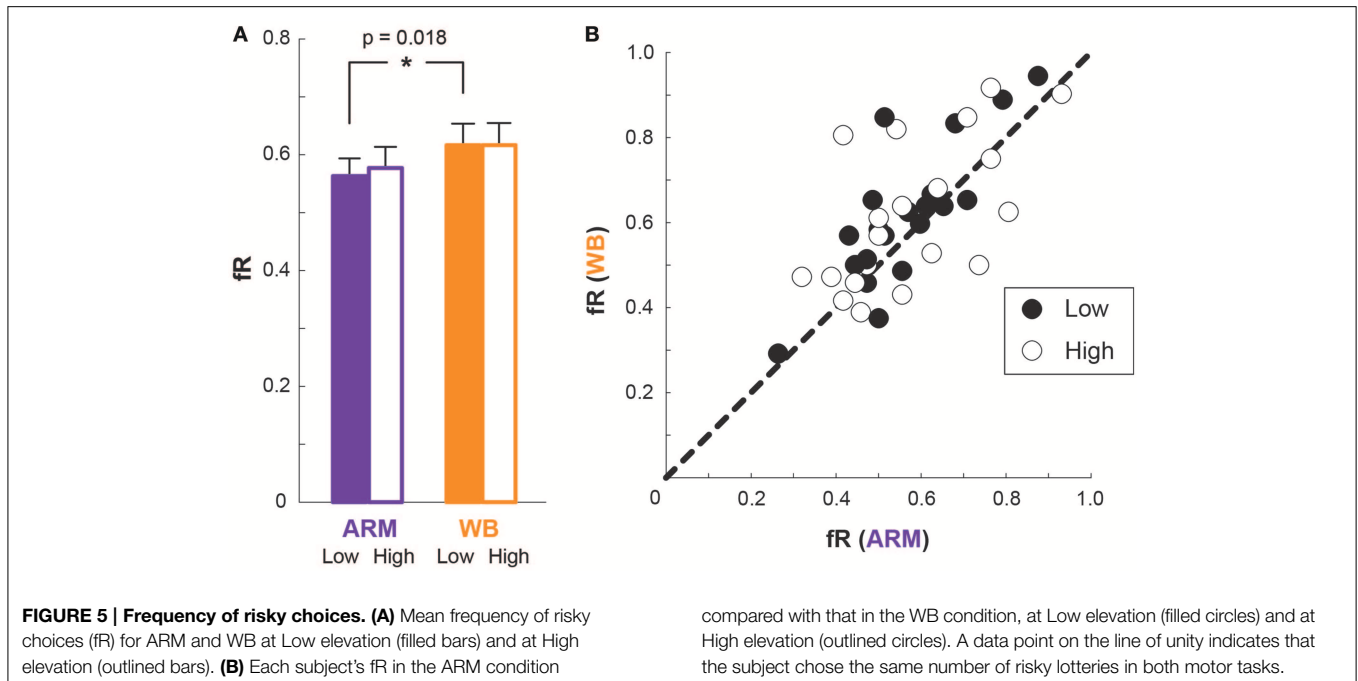 A
0.8
p = 0.018
*
0.6
fR
0.4
0.2
0
ARM
WB
Low High Low High
B
1.0
0.8
0.6
fR (WB)
0.4
0.2
0 0.2 0.4 0.6 0.8 1.0
fR (ARM)
Low
High
FIGURE 5 | Frequency of risky choices. (A) Mean frequency of risky
choices (fR) for ARM and WB at Low elevation (filled bars) and at High
elevation (outlined bars). (B) Each subject's fR in the ARM condition
compared with that in the WB condition, at Low elevation (filled circles) and at
High elevation (outlined circles). A data point on the line of unity indicates that
the subject chose the same number of risky lotteries in both motor tasks.